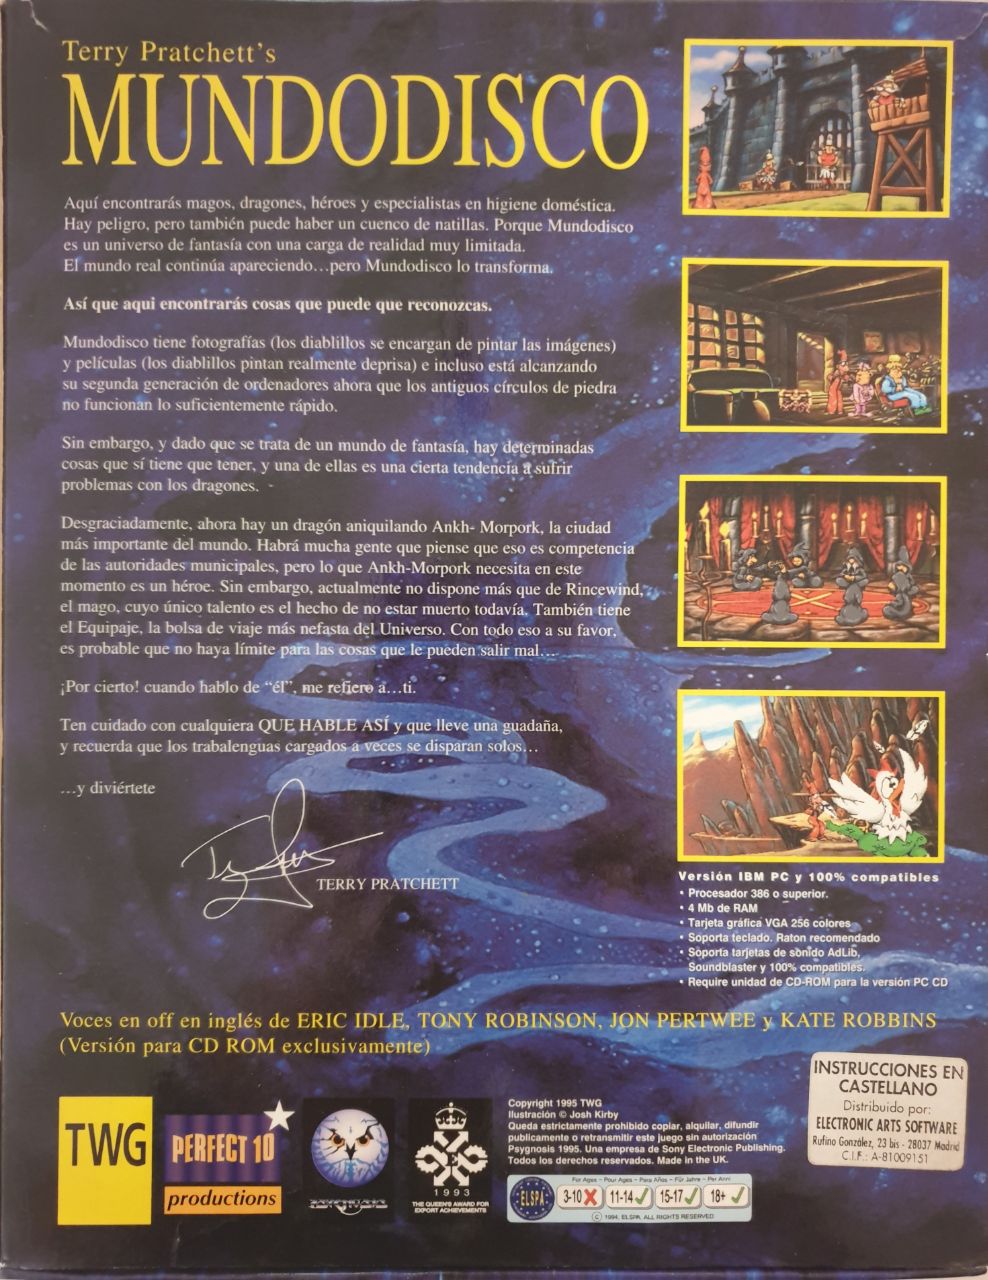 Terry Pratchett's
MUNDODISCO
Aquí encontrarás magos, dragones, héroes y especialistas en higiene doméstica.
Hay peligro, pero también puede haber un cuenco de natillas. Porque Mundodisco
es un universo de fantasía con una carga de realidad muy limitada.
El mundo real continúa apareciendo...pero Mundodisco lo transforma.
Así que aqui encontrarás cosas que puede que reconozcas.
Mundodisco tiene fotografías (los diablillos se encargan de pintar las imágenes)
y películas (los diablillos pintan realmente deprisa) e incluso está alcanzando
su segunda generación de ordenadores ahora que los antiguos círculos de piedra
no funcionan lo suficientemente rápido.
Sin embargo, y dado que se trata de un mundo de fantasía, hay determinadas
cosas que sí tiene que tener, y una de ellas es una cierta tendencia a sufrir
problemas con los dragones.
Desgraciadamente, ahora hay un dragón aniquilando Ankh- Morpork, la ciudad
más importante del mundo. Habrá mucha gente que piense que eso es competencia
de las autoridades municipales, pero lo que Ankh-Morpork necesita en este
momento es un héroe. Sin embargo, actualmente no dispone más que de Rincewind,
el mago, cuyo único talento es el hecho de no estar muerto todavía. También tiene
el Equipaje, la bolsa de viaje más nefasta del Universo. Con todo eso a su favor,
es probable que no haya límite para las cosas que le pueden salir mal...
¡Por cierto! cuando hablo de "él", me refiero a...ti.
Ten cuidado con cualquiera QUE HABLE ASÍ y que lleve una guadaña,
y recuerda que los trabalenguas cargados a veces se disparan solos...
...y diviértete
TERRY PRATCHETT
Versión IBM PC y 100% compatibles
• Procesador 386 o superior.
• 4 Mb de RAM
• Tarjeta gráfica VGA 256 colores
• Soporta teclado. Raton recomendado
• Soporta tarjetas de sonido AdLib,
Soundblaster y 100% compatibles.
• Require unidad de CD-ROM para la versión PC CD
Voces en off en inglés de ERIC IDLE, TONY ROBINSON, JON PERTWEE y KATE ROBBINS
(Versión para CD ROM exclusivamente)
TWG
PERFECT 10
productions
PSYGNOSIS
1993
THE QUEEN'S AWARD FOR
EXPORT ACHIEVEMENTS
Copyright 1995 TWG
Ilustración © Josh Kirby
Queda estrictamente prohibido copiar, alquilar, difundir
publicamente o retransmitir este juego sin autorización
Psygnosis 1995. Una empresa de Sony Electronic Publishing.
Todos los derechos reservados. Made in the UK.
For Ages - Pour Ages - Para Años - Für Jahre - Per Anni
ELSPA
3-10 11-14 15-17 18+
© 1994, ELSPA, ALL RIGHTS RESERVED
INSTRUCCIONES EN
CASTELLANO
Distribuido por:
ELECTRONIC ARTS SOFTWARE
Rufino González, 23 bis - 28037 Madrid
C.I.F.: A-81009151